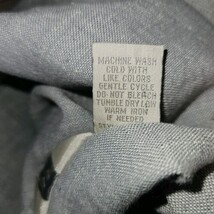 MACHINE WASH
COLD WITH
LIKE COLORS
GENTLE CYCLE
DO NOT BLEACH
TUMBLE DRY LOW
WARM IRON
IF NEEDED